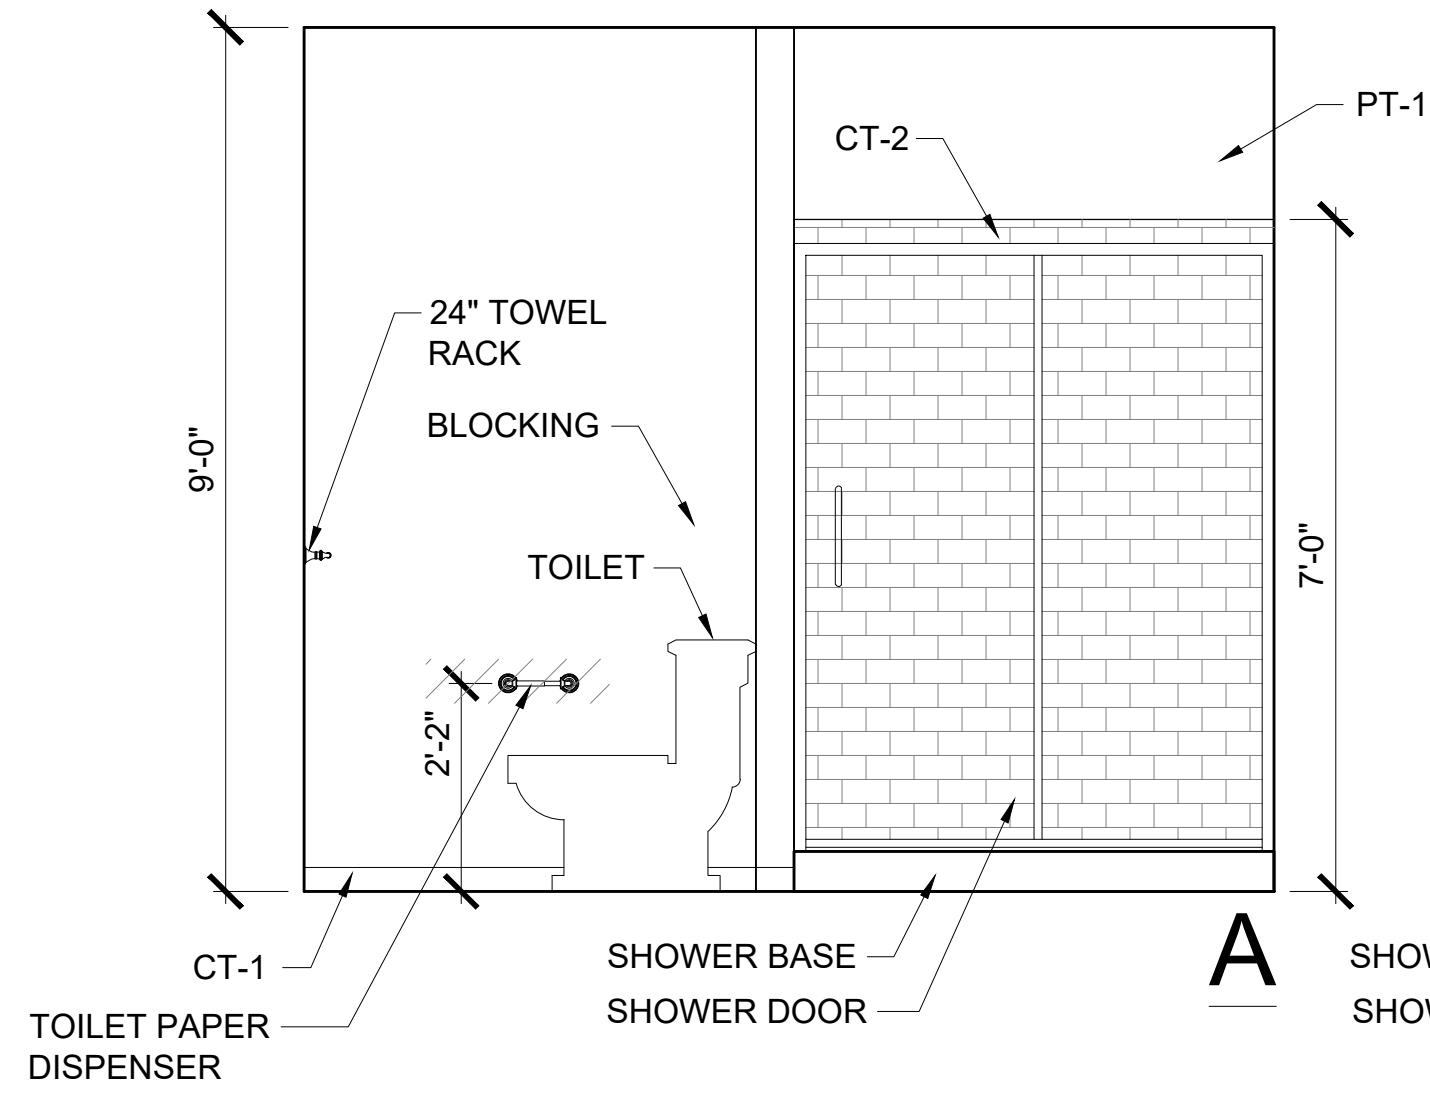 PT-1
CT-2
24" TOWEL
RACK
BLOCKING
9'-0"
TOILET
7'-0"
2'-2"
CT-1
SHOWER BASE
A
TOILET PAPER
DISPENSER
SHOWER DOOR